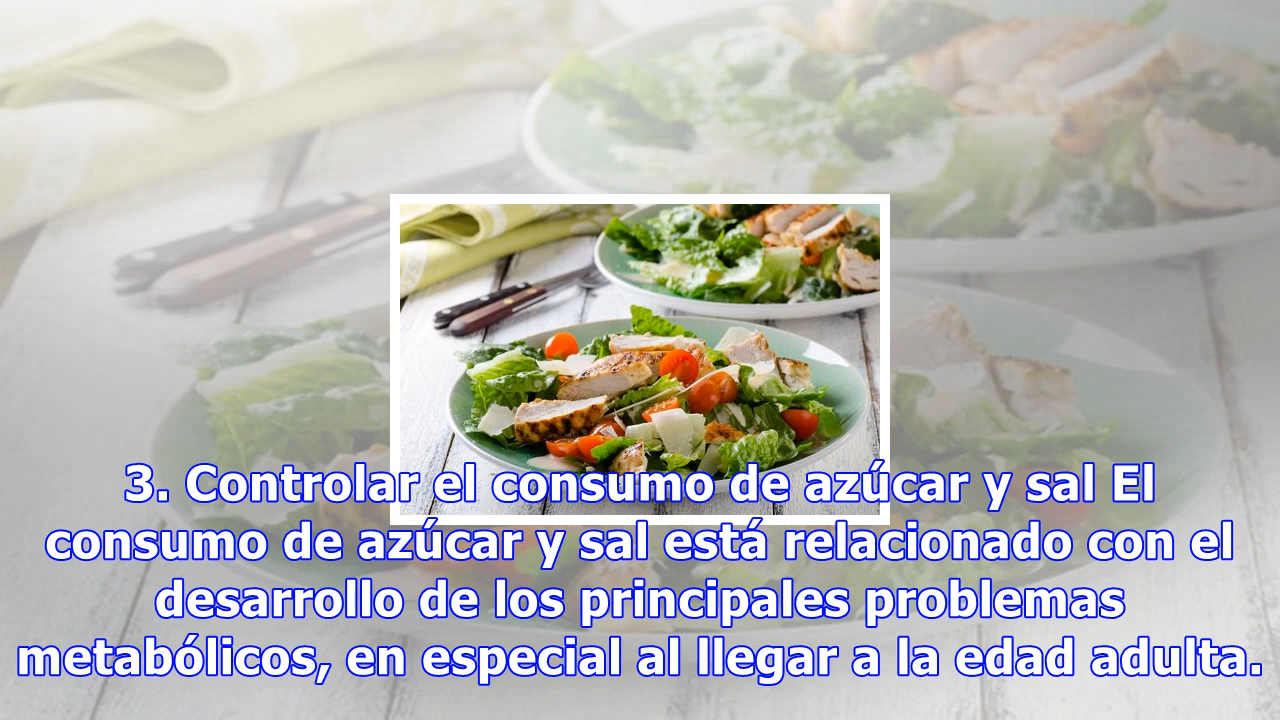 3. Controlar el consumo de azúcar y sal El
consumo de azúcar y sal está relacionado con el
desarrollo de los principales problemas
metabólicos, en especial al llegar a la edad adulta.